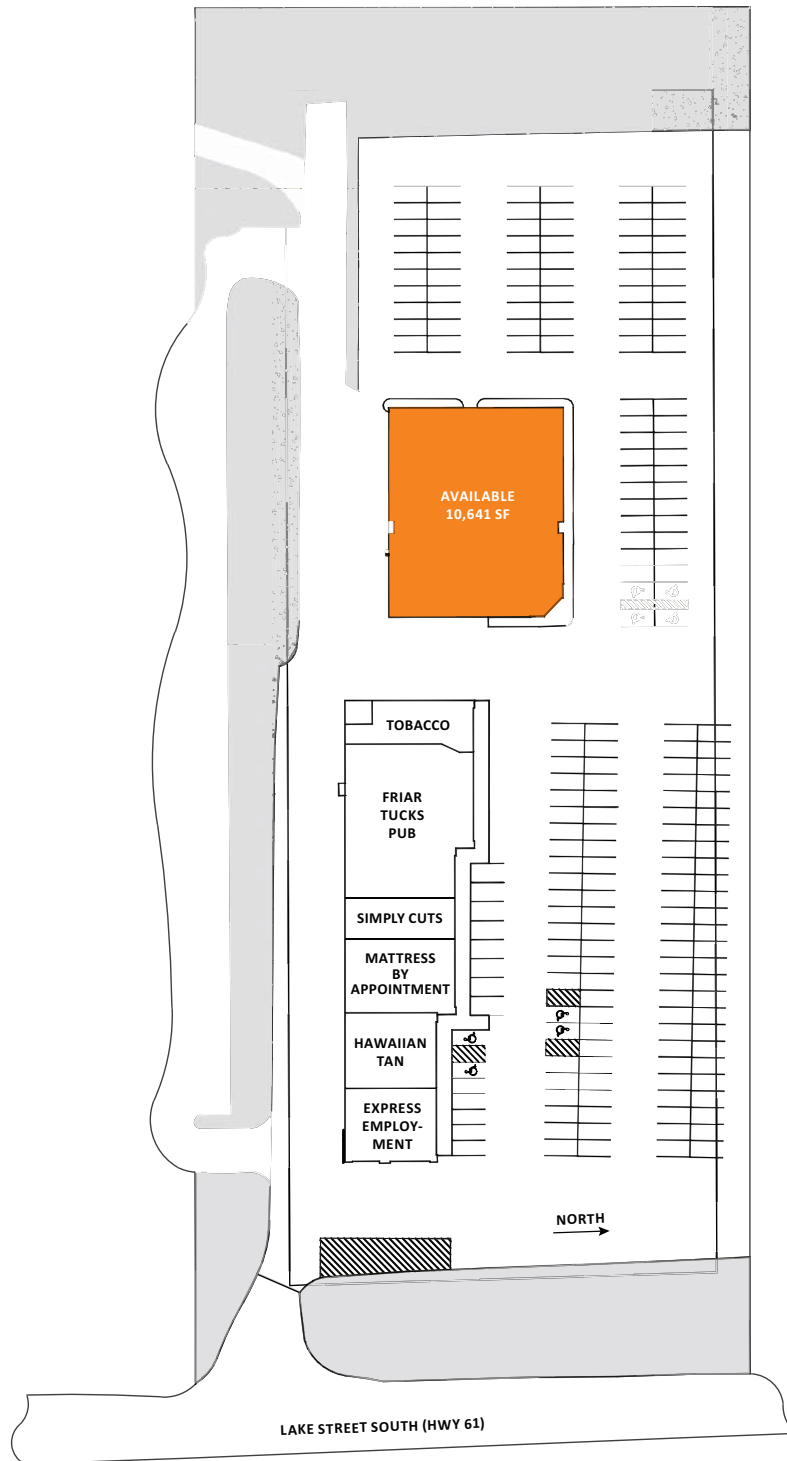 AVAILABLE
10,641 SF
TOBACCO
FRIAR
TUCKS
PUB
SIMPLY CUTS
MATTRESS
BY
APPOINTMENT
HAWAIIAN
TAN
EXPRESS
EMPLOY-
MENT
NORTH
LAKE STREET SOUTH (HWY 61)